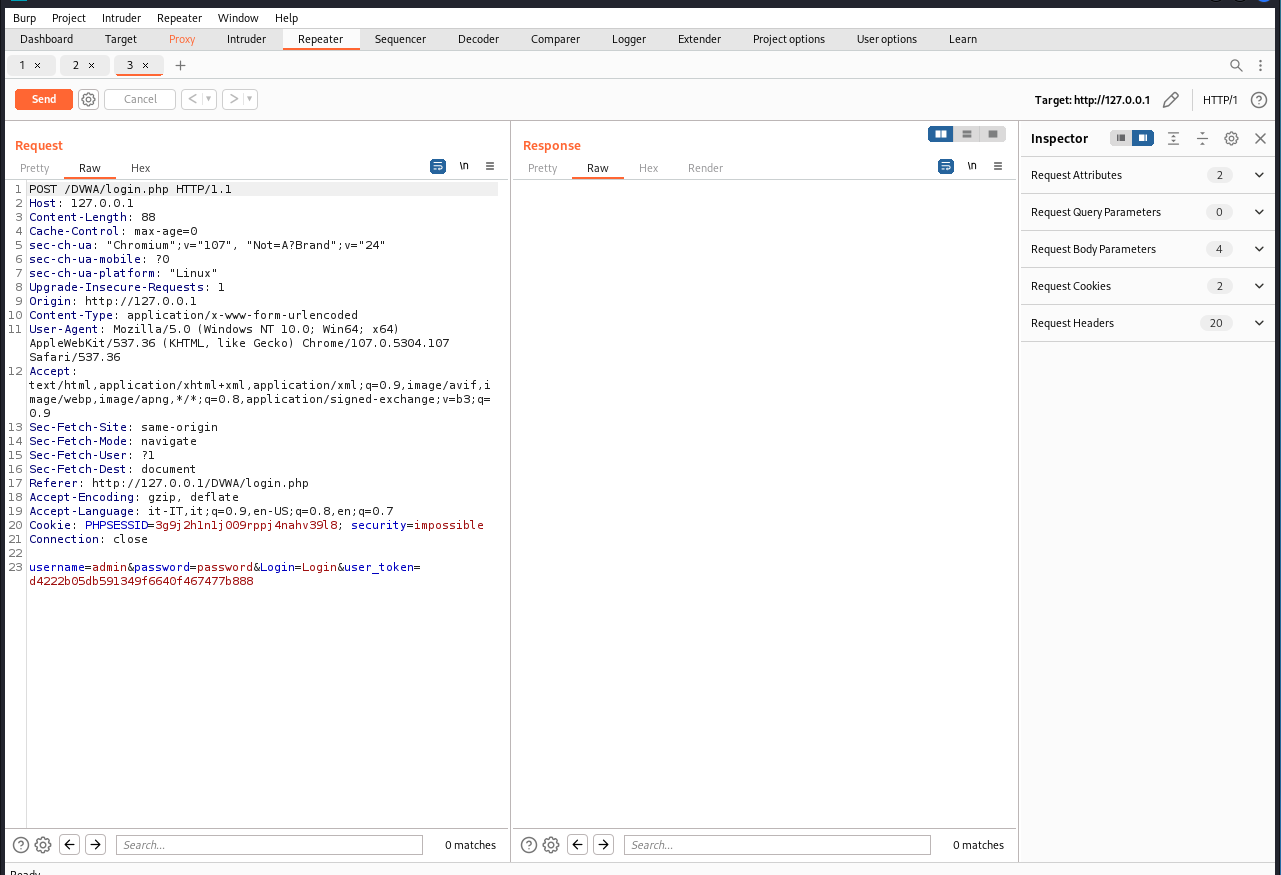 Burp Project Intruder Repeater Window Help
Dashboard Target Proxy Intruder Repeater Sequencer Decoder Comparer Logger Extender Project options User options Learn
1 × 2 × 3 × +
Send Cancel < > Target: http://127.0.0.1 HTTP/1 ?
Request
Pretty Raw Hex \n
1 POST /DVWA/login.php HTTP/1.1
2 Host: 127.0.0.1
3 Content-Length: 88
4 Cache-Control: max-age=0
5 sec-ch-ua: "Chromium";v="107", "Not=A?Brand";v="24"
6 sec-ch-ua-mobile: ?0
7 sec-ch-ua-platform: "Linux"
8 Upgrade-Insecure-Requests: 1
9 Origin: http://127.0.0.1
10 Content-Type: application/x-www-form-urlencoded
11 User-Agent: Mozilla/5.0 (Windows NT 10.0; Win64; x64)
AppleWebKit/537.36 (KHTML, like Gecko) Chrome/107.0.5304.107
Safari/537.36
12 Accept:
text/html,application/xhtml+xml,application/xml;q=0.9,image/avif,i
mage/webp,image/apng,*/*;q=0.8,application/signed-exchange;v=b3;q=
0.9
13 Sec-Fetch-Site: same-origin
14 Sec-Fetch-Mode: navigate
15 Sec-Fetch-User: ?1
16 Sec-Fetch-Dest: document
17 Referer: http://127.0.0.1/DVWA/login.php
18 Accept-Encoding: gzip, deflate
19 Accept-Language: it-IT,it;q=0.9,en-US;q=0.8,en;q=0.7
20 Cookie: PHPSESSID=3g9j2h1n1j009rppj4nahv39l8; security=impossible
21 Connection: close
22
23 username=admin&password=password&Login=Login&user_token=
d4222b05db591349f6640f467477b888
? Search... 0 matches
Response
Pretty Raw Hex Render \n
? Search... 0 matches
Inspector
Request Attributes 2
Request Query Parameters 0
Request Body Parameters 4
Request Cookies 2
Request Headers 20
Ready